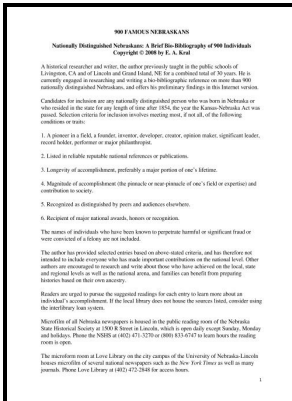 900 FAMOUS NEBRASKANS
Nationally Distinguished Nebraskans: A Brief Bio-Bibliography of 900 Individuals
Copyright © 2008 by E. A. Kral
A historical researcher and writer, the author previously taught in the public schools of
Livingston, CA and of Lincoln and Grand Island, NE for a combined total of 30 years. He is
currently engaged in researching and writing a bio-bibliographic reference on more than 900
nationally distinguished Nebraskans, and offers his preliminary findings in this Internet version.
Candidates for inclusion are any nationally distinguished person who was born in Nebraska or
who resided in the state for any length of time after 1854, the year the Kansas-Nebraska Act was
passed. Selection criteria for inclusion involves meeting most, if not all, of the following
conditions or traits:
1. A pioneer in a field, a founder, inventor, developer, creator, opinion maker, significant leader,
record holder, performer or major philanthropist.
2. Listed in reliable reputable national references or publications.
3. Longevity of accomplishment, preferably a major portion of one's lifetime.
4. Magnitude of accomplishment (the pinnacle or near-pinnacle of one's field or expertise) and
contribution to society.
5. Recognized as distinguished by peers and audiences elsewhere.
6. Recipient of major national awards, honors or recognition.
The names of individuals who have been known to perpetrate harmful or significant fraud or
were convicted of a felony are not included.
The author has provided selected entries based on above-stated criteria, and has therefore not
intended to include everyone who has made important contributions on the national level. Other
authors are encouraged to research and write about those who have achieved on the local, state
and regional levels as well as the national, and families can benefit from preparing
histories based on their own ancestry.
Readers are urged to pursue the suggested readings for each entry to learn more about an
individual's accomplishment. If the local library does not house the sources listed, consider using
the interlibrary loan system.
Microfilm of all Nebraska newspapers is housed in the public reading room of the Nebraska
State Historical Society at 1500 R Street in Lincoln, which is open daily except Sunday, Monday
and holidays. Phone the NSHS at (402) 471-3270 or (800) 833-6747 to learn hours the reading
room is open.
The microform room at Love Library on the city campus of the University of Nebraska-Lincoln
houses microfilm of several national newspapers such as the New York Times as well as many
journals. Phone Love Library at (402) 472-2848 for hours access.
1